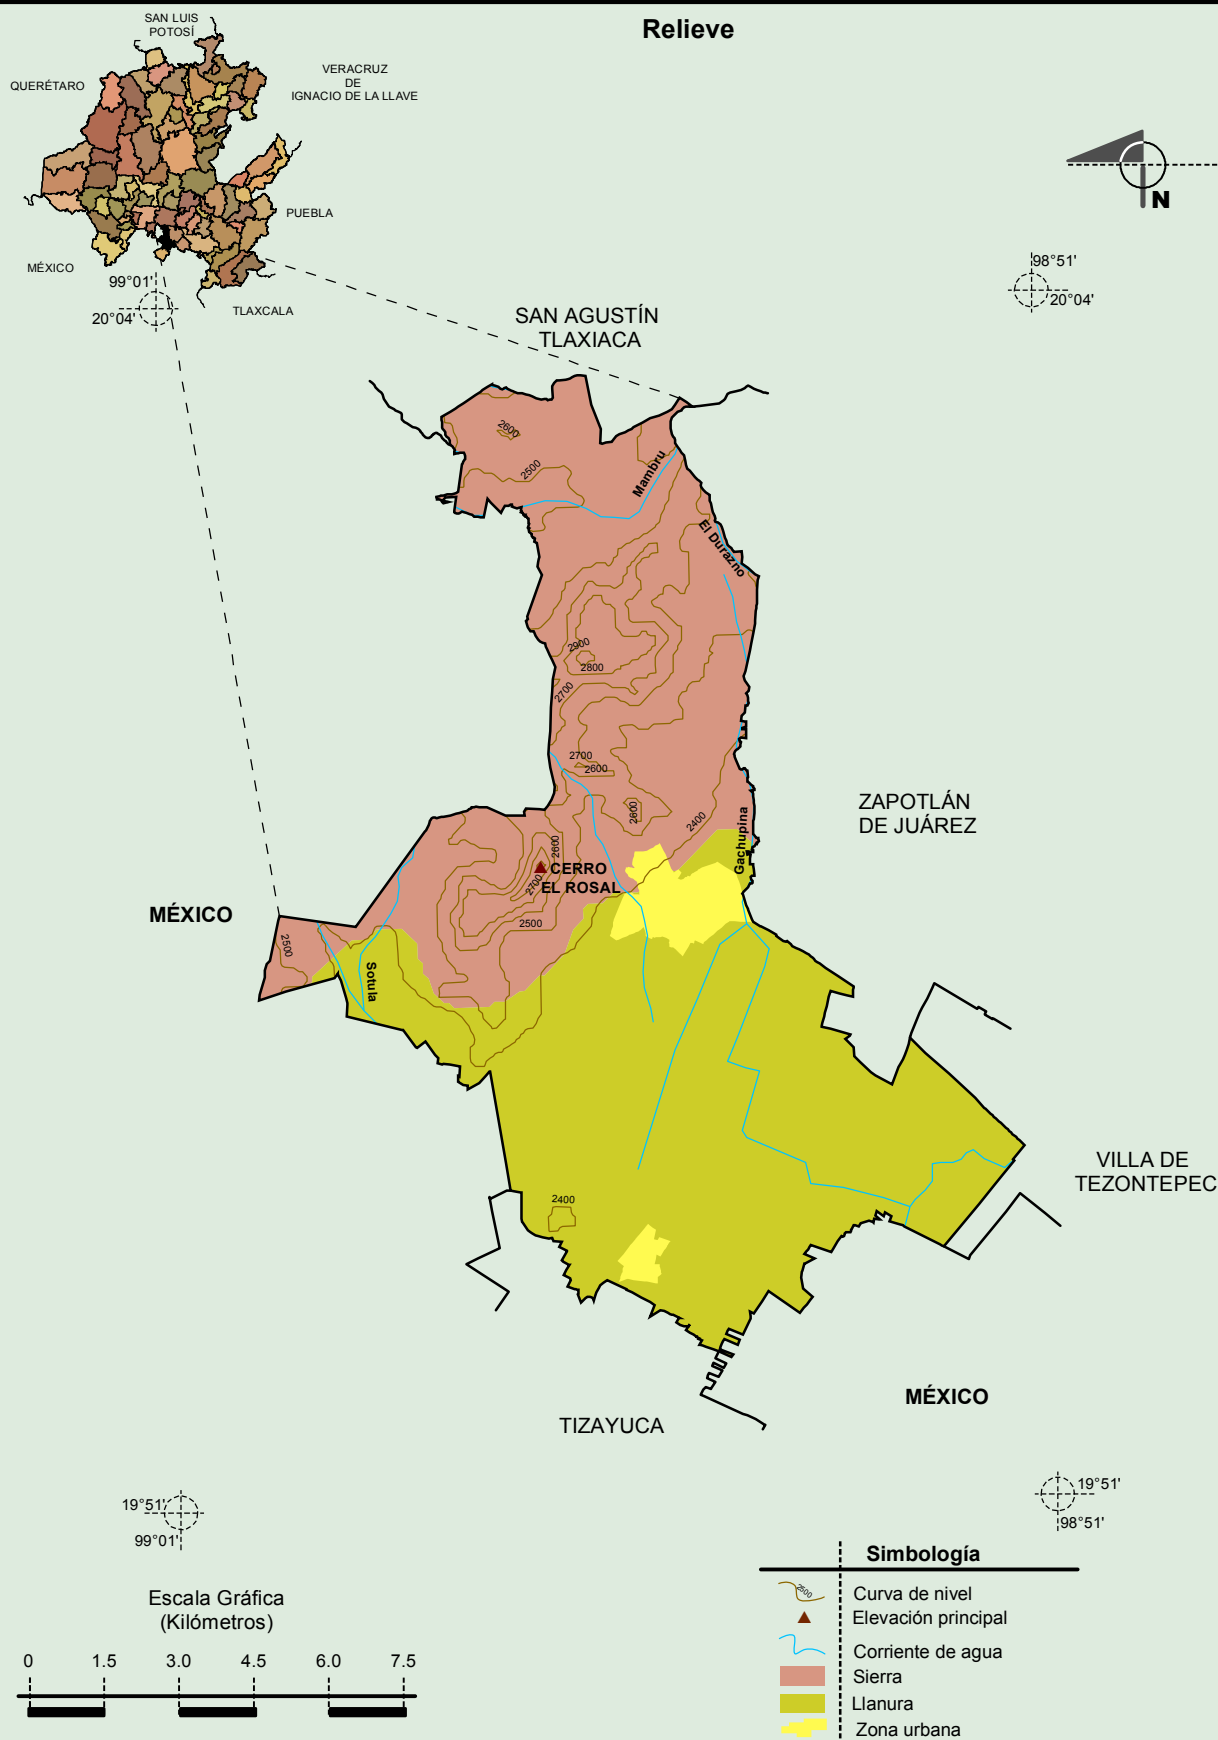 Relieve
SAN LUIS
POTOSÍ
QUERÉTARO
VERACRUZ
DE
IGNACIO DE LA LLAVE
PUEBLA
MÉXICO
TLAXCALA
N
99°01'
20°04'
98°51'
20°04'
SAN AGUSTÍN
TLAXIACA
2600
2500
Mambru
El Durazno
2900
2800
2700
2700
2600
2600
2400
Gachupina
ZAPOTLÁN
DE JUÁREZ
2600
2700
CERRO
EL ROSAL
2500
MÉXICO
2500
Sotula
VILLA DE
TEZONTEPEC
2400
MÉXICO
TIZAYUCA
19°51'
99°01'
19°51'
98°51'
Escala Gráfica
(Kilómetros)
0 1.5 3.0 4.5 6.0 7.5
Simbología
2500
Curva de nivel
Elevación principal
Corriente de agua
Sierra
Llanura
Zona urbana